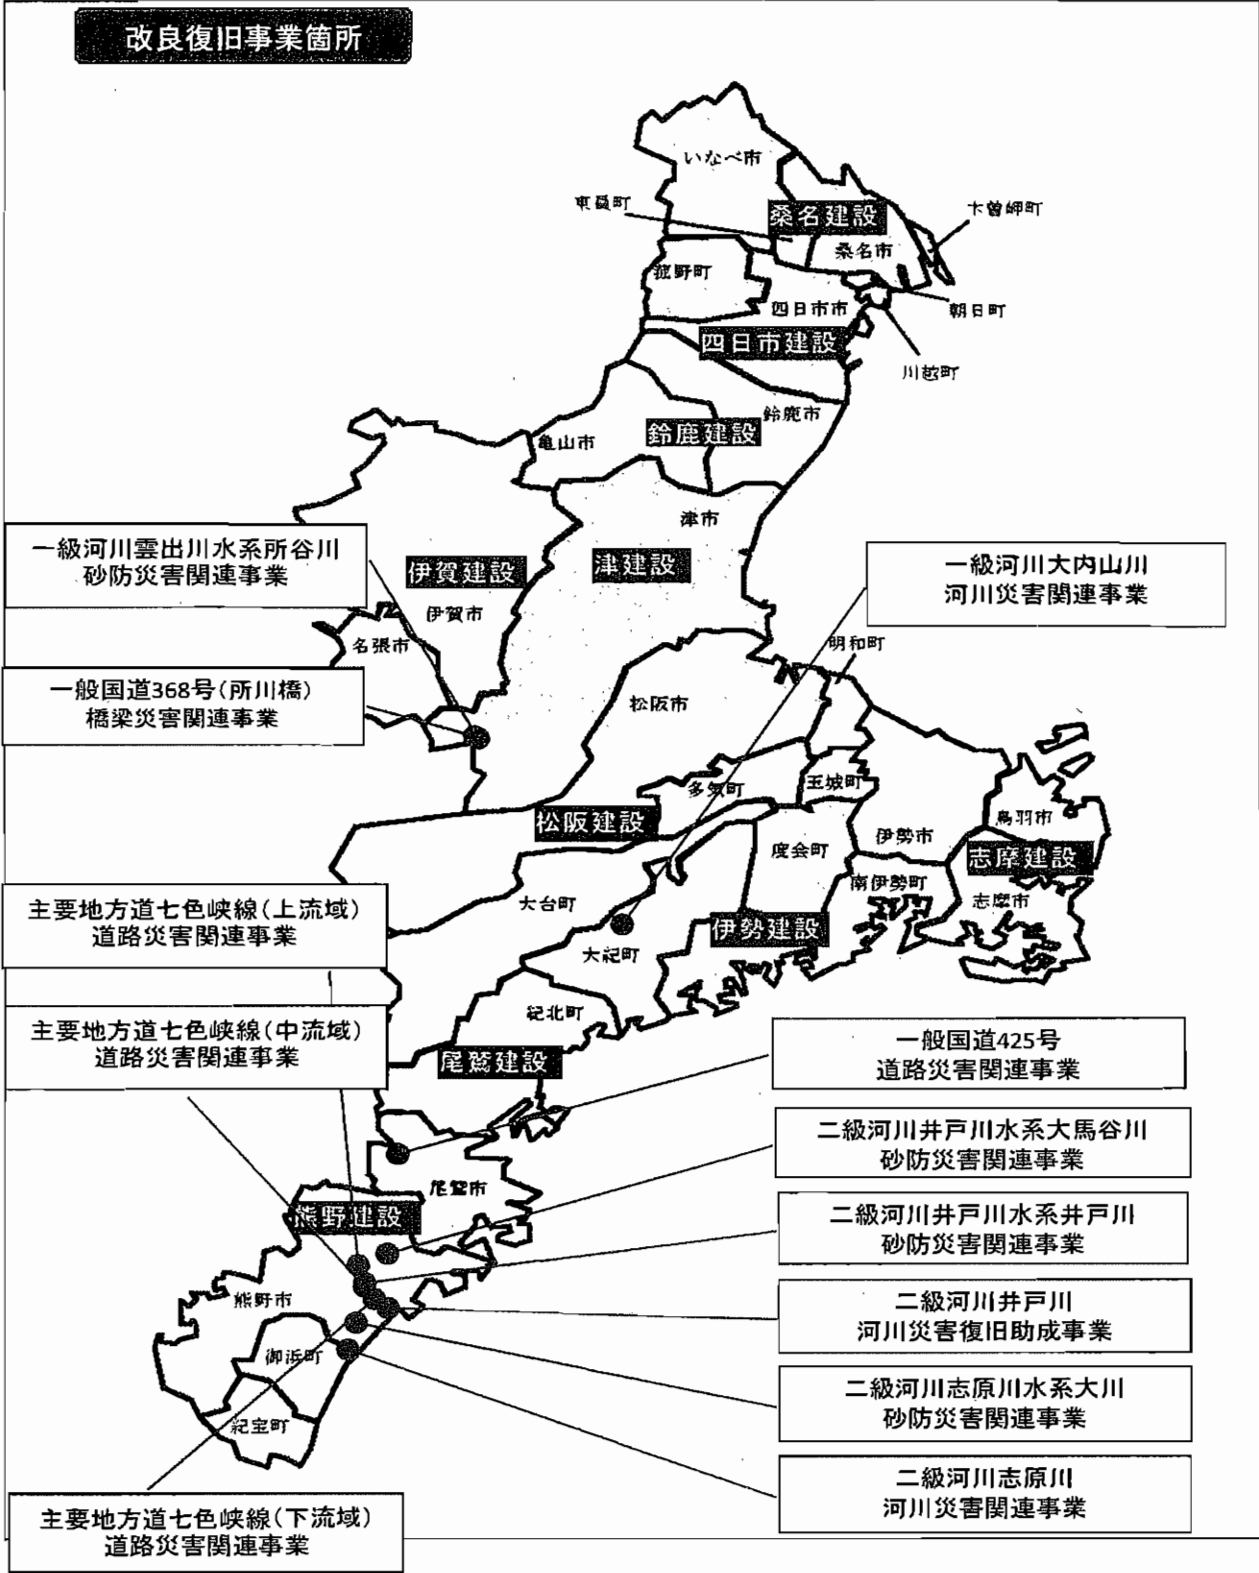 改良復旧事業箇所
いなべ市
東員町
桑名建設
木曽岬町
桑名市
菰野町
四日市市
朝日町
四日市建設
川越町
鈴鹿市
鈴鹿建設
亀山市
津市
一級河川雲出川水系所谷川
砂防災害関連事業
伊賀建設
津建設
一級河川大内山川
河川災害関連事業
伊賀市
名張市
明和町
一般国道368号(所川橋)
橋梁災害関連事業
松阪市
多気町
玉城町
松阪建設
鳥羽市
伊勢市
度会町
志摩建設
南伊勢町
主要地方道七色峡線(上流域)
道路災害関連事業
大台町
志摩市
伊勢建設
大紀町
紀北町
主要地方道七色峡線(中流域)
道路災害関連事業
尾鷲建設
一般国道425号
道路災害関連事業
二級河川井戸川水系大馬谷川
砂防災害関連事業
尾鷲市
熊野建設
二級河川井戸川水系井戸川
砂防災害関連事業
熊野市
二級河川井戸川
河川災害復旧助成事業
御浜町
二級河川志原川水系大川
砂防災害関連事業
紀宝町
二級河川志原川
河川災害関連事業
主要地方道七色峡線(下流域)
道路災害関連事業